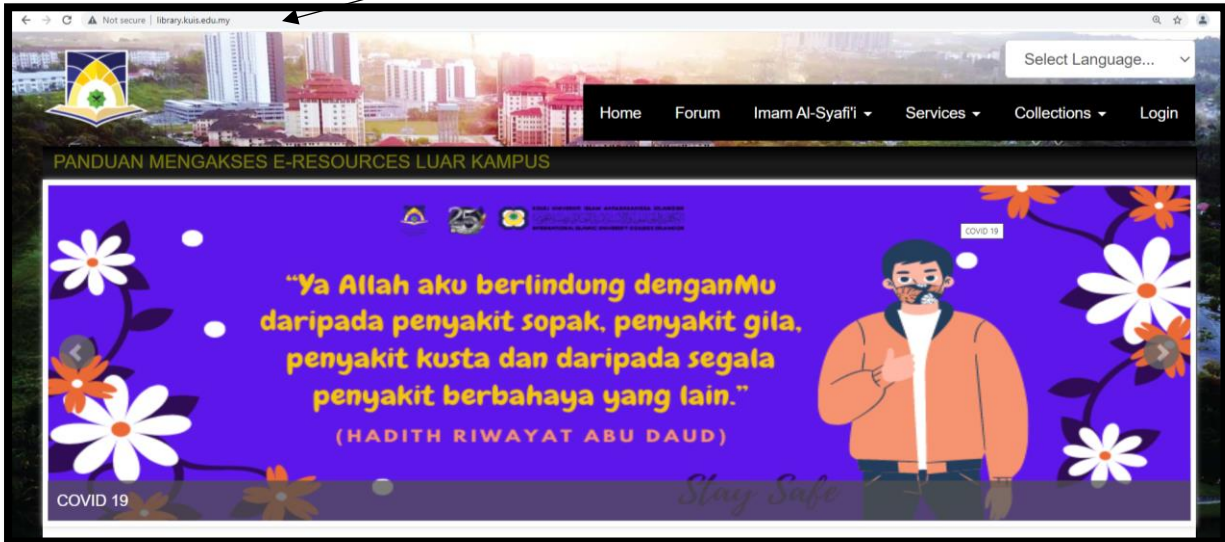 Not secure | library.kuis.edu.my
Select Language...
Home Forum Imam Al-Syafi'i Services Collections Login
PANDUAN MENGAKSES E-RESOURCES LUAR KAMPUS
25
COVID 19
“Ya Allah aku berlindung denganMu
daripada penyakit sopak, penyakit gila,
penyakit kusta dan daripada segala
penyakit berbahaya yang lain.”
(HADITH RIWAYAT ABU DAUD)
Stay Safe
COVID 19